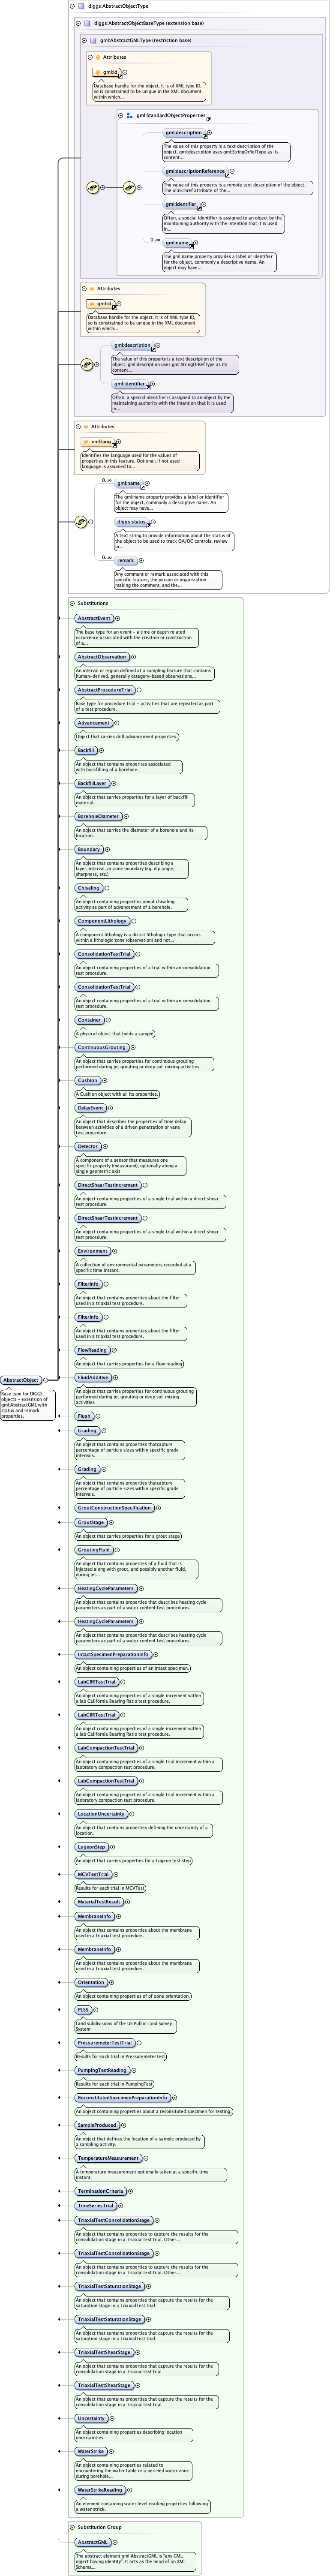 diggs:AbstractObjectType
diggs:AbstractObjectBaseType (extension base)
gml:AbstractGMLType (restriction base)
Attributes
gml:id
Database handle for the object. It is of XML type ID,
so is constrained to be unique in the XML document
within which...
gml:StandardObjectProperties
gml:description
The value of this property is a text description of the
object. gml:description uses gml:StringOrRefType as its
content...
gml:descriptionReference
The value of this property is a remote text description of the object. The
xlink:href attribute of the...
gml:identifier
Often, a special identifier is assigned to an object by the
maintaining authority with the intention that it is used
in...
0..∞
gml:name
The gml:name property provides a label or identifier
for the object, commonly a descriptive name. An
object may have...
Attributes
gml:id
Database handle for the object. It is of XML type ID,
so is constrained to be unique in the XML document
within which...
gml:description
The value of this property is a text description of the
object. gml:description uses gml:StringOrRefType as its
content...
gml:identifier
Often, a special identifier is assigned to an object by the
maintaining authority with the intention that it is used
in...
Attributes
xml:lang
Identifies the language used for the values of
properties in this feature. Optional; if not used
language is assumed to...
0..∞
gml:name
The gml:name property provides a label or identifier
for the object, commonly a descriptive name. An
object may have...
diggs:status
A text string to provide information about the status
of the object to be used to track QA/QC controls, review
or...
0..∞
remark
Any comment or remark associated with this
specific feature, the person or organization
making the comment, and the...
Substitutions
AbstractEvent
The base type for an event - a time or depth related
occurrence associated with the creation or construction
of a...
AbstractObservation
An interval or region defined at a sampling feature that contains
human-derived, generally category-based observations...
AbstractProcedureTrial
Base type for procedure trial - activities that are repeated as part
of a test procedure.
Advancement
Object that carries drill advancement properties.
Backfill
An object that contains properties associated
with backfilling of a borehole.
BackfillLayer
An object that carries properties for a layer of backfill
material.
BoreholeDiameter
An object that carries the diameter of a borehole and its
location.
Boundary
An object that contains properties describing a
layer, interval, or zone boundary (eg. dip angle,
sharpness, etc.)
Chiseling
An object containing properties about chiseling
activity as part of advancement of a borehole.
ComponentLithology
A component lithology is a distict lithologic type that occurs
within a lithologic zone (observation) and not...
ConsolidationTestTrial
An object containing properties of a trial within an consolidation
test procedure.
ConsolidationTestTrial
An object containing properties of a trial within an consolidation
test procedure.
Container
A physical object that holds a sample
ContinuousGrouting
An object that carries properties for continuous grouting
performed during jet grouting or deep soil mixing activities
Cushion
A Cushion object with all its properties.
DelayEvent
An object that describes the properties of time delay
between activities of a driven penetration or vane
test procedure.
Detector
A component of a sensor that measures one
specific property (measurand), optionally along a
single geometric axis
DirectShearTestIncrement
An object containing properties of a single trial within a direct shear
test procedure.
DirectShearTestIncrement
An object containing properties of a single trial within a direct shear
test procedure.
Environment
A collection of environmental parameters recorded at a
specific time instant.
FilterInfo
An object that contains properties about the filter
used in a triaxial test procedure.
FilterInfo
An object that contains properties about the filter
used in a triaxial test procedure.
FlowReading
An object that carries properties for a flow reading
FluidAdditive
An object that carries properties for continuous grouting
performed during jet grouting or deep soil mixing
activities
Flush
Grading
An object that contains properties thatcapture
percentage of particle sizes within specific grade
intervals.
Grading
An object that contains properties thatcapture
percentage of particle sizes within specific grade
intervals.
GroutConstructionSpecification
GroutStage
An object that carries properties for a grout stage
GroutingFluid
An object that contains properties of a fluid that is
injected along with grout, and possibly another fluid,
during jet...
HeatingCycleParameters
An object that contains properties that describes heating cycle
parameters as part of a water content test procedures.
HeatingCycleParameters
An object that contains properties that describes heating cycle
parameters as part of a water content test procedures.
IntactSpecimenPreparationInfo
An object containing properties of an intact specimen.
LabCBRTestTrial
An object containing properties of a single increment within
a lab California Bearing Ratio test procedure.
LabCBRTestTrial
An object containing properties of a single increment within
a lab California Bearing Ratio test procedure.
LabCompactionTestTrial
An object containing properties of a single trial increment within a
laobratory compaction test procedure.
LabCompactionTestTrial
An object containing properties of a single trial increment within a
laobratory compaction test procedure.
LocationUncertainty
An object that contains properties defining the uncertainty of a
location.
LugeonStep
An object that carries properties for a Lugeon test step
MCVTestTrial
Results for each trial in MCVTest
MaterialTestResult
MembraneInfo
An object that contains properties about the membrane
used in a triaxial test procedure.
MembraneInfo
An object that contains properties about the membrane
used in a triaxial test procedure.
Orientation
An object containing properties of of zone orientation.
PLSS
Land subdivisions of the US Public Land Survey
System
PressuremeterTestTrial
Results for each trial in PressuremeterTest
PumpingTestReading
Results for each trial in PumpingTest
ReconstitutedSpecimenPreparationInfo
An object containing properties about a reconsituted specimen for testing.
SampleProduced
An object that defines the location of a sample produced by
a sampling activity.
TemperatureMeasurement
A temperature measurement optionally taken at a specific time
instant.
TerminationCriteria
TimeSeriesTrial
TriaxialTestConsolidationStage
An object that contains properties to capture the results for the
consolidation stage in a TriaxialTest trial. Other...
TriaxialTestConsolidationStage
An object that contains properties to capture the results for the
consolidation stage in a TriaxialTest trial. Other...
TriaxialTestSaturationStage
An object that contains properties that capture the results for the
saturation stage in a TriaxialTest trial
TriaxialTestSaturationStage
An object that contains properties that capture the results for the
saturation stage in a TriaxialTest trial
TriaxialTestShearStage
An object that contains properties that capture the results for the
consolidation stage in a TriaxialTest trial
TriaxialTestShearStage
An object that contains properties that capture the results for the
consolidation stage in a TriaxialTest trial
Uncertainty
An object containing properties describing location
uncertainties.
WaterStrike
An object containing properties related to
encountering the water table or a perched water zone
during borehole...
WaterStrikeReading
An element containing water level reading properties following
a water strick.
AbstractObject
Base type for DIGGS
objects - extension of
gml:AbstactGML with
status and remark
properties.
Substitution Group
AbstractGML
The abstract element gml:AbstractGML is "any GML
object having identity". It acts as the head of an XML
Schema...